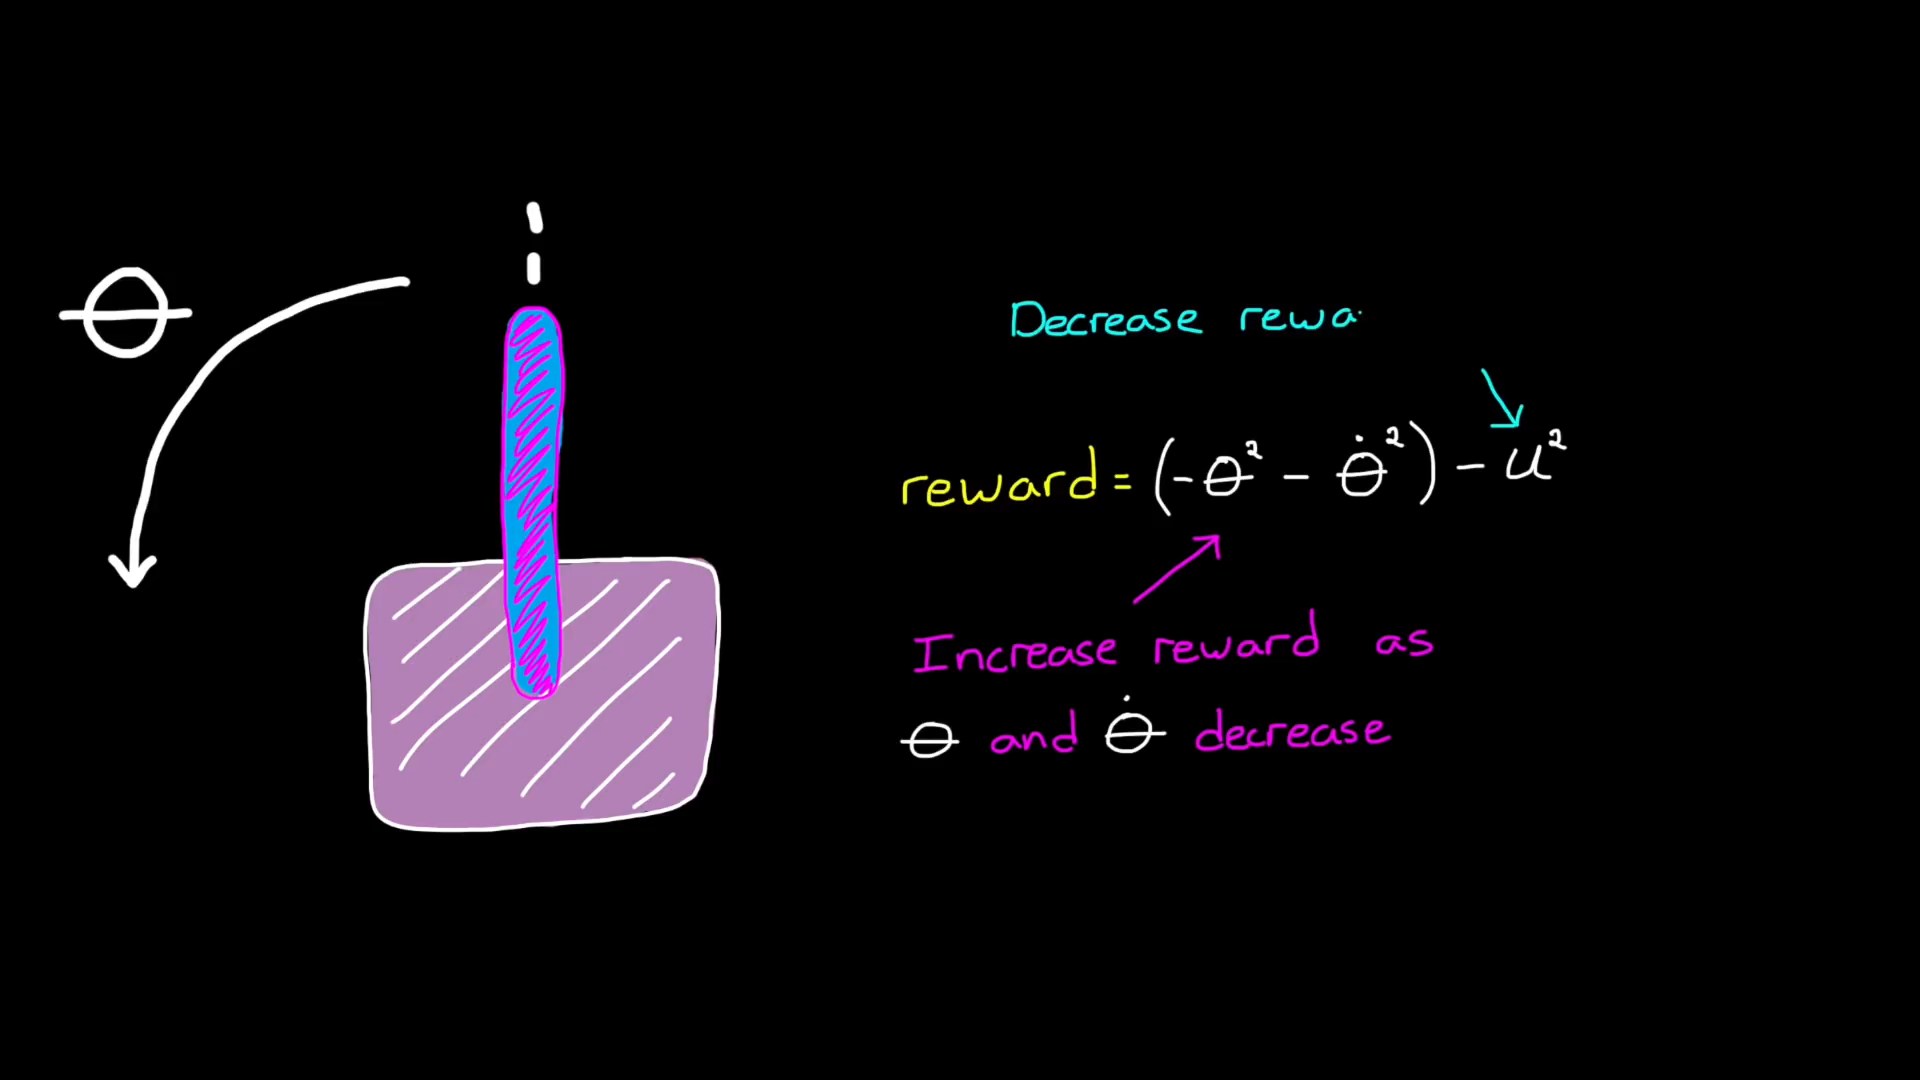 θ
Decrease rewa
reward = (-θ² - θ̇²) - u²
Increase reward as
θ and θ̇ decrease